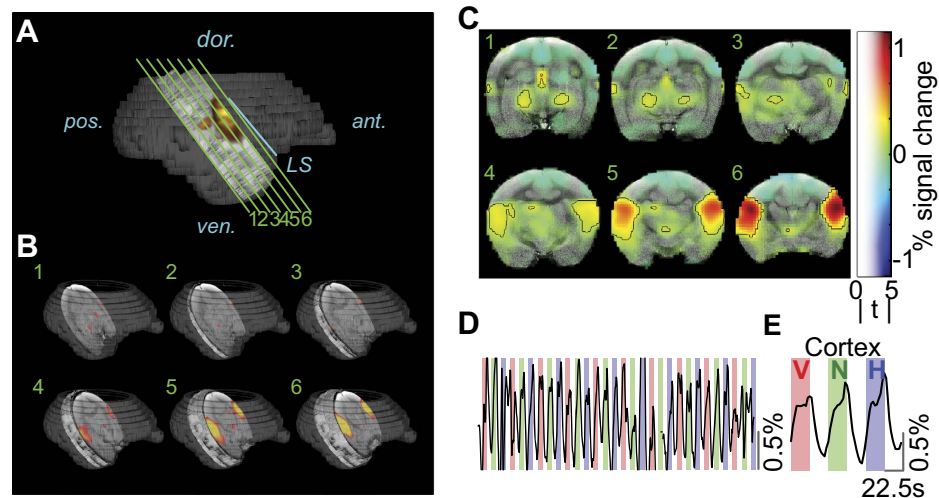 A
dor.
pos.
ant.
LS
ven.
123456
B
1
2
3
4
5
6
C
1
2
3
4
5
6
1
0
-1
% signal change
0
5
| t |
D
0.5%
E
Cortex
V
N
H
0.5%
22.5s